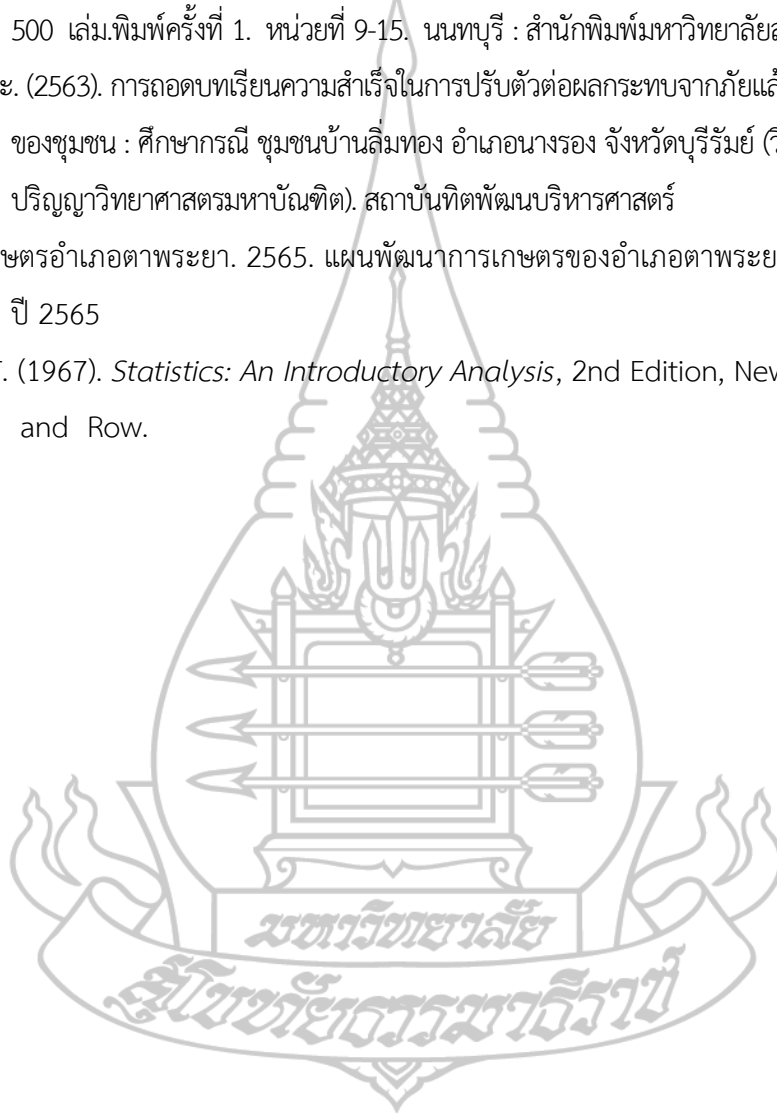 500 เล่ม.พิมพ์ครั้งที่ 1. หน่วยที่ 9-15. นนทบุรี : สำนักพิมพ์มหาวิทยาลัย
ะ. (2563). การถอดบทเรียนความสำเร็จในการปรับตัวต่อผลกระทบจากภัยแล้
ของชุมชน : ศึกษากรณี ชุมชนบ้านลิ่มทอง อำเภอนางรอง จังหวัดบุรีรัมย์ (วิ
ปริญญาวิทยาศาสตรมหาบัณฑิต). สถาบันทิตพัฒนบริหารศาสตร์
ษตรอำเภอตาพระยา. 2565. แผนพัฒนาการเกษตรของอำเภอตาพระย
ปี 2565
. (1967). Statistics: An Introductory Analysis, 2nd Edition, New
and Row.
มหาวิทยาลัย
สุโขทัยธรรมาธิราช